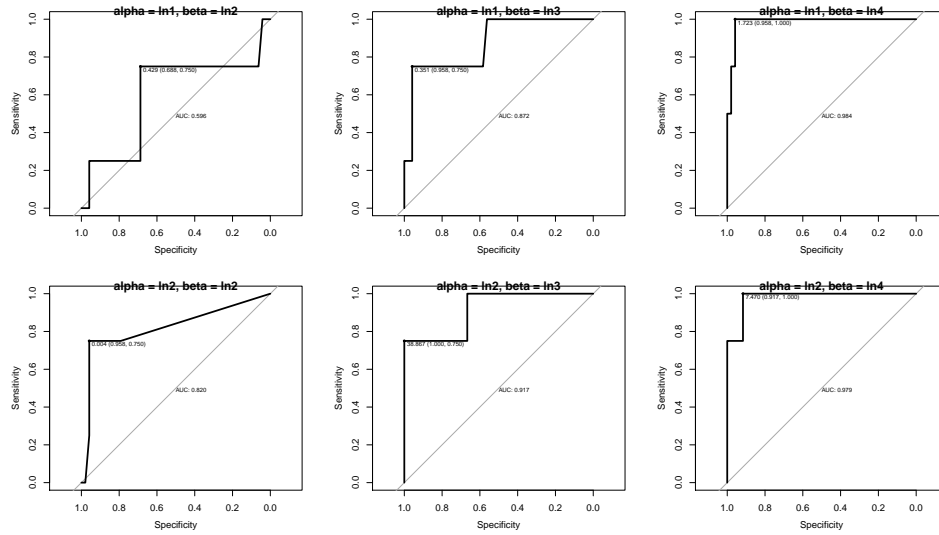 alpha = ln1, beta = ln2
1.0
0.8
0.6
0.4
0.2
0.0
Sensitivity
0.429 (0.688, 0.750)
AUC: 0.596
1.0 0.8 0.6 0.4 0.2 0.0
Specificity
alpha = ln1, beta = ln3
1.0
0.8
0.6
0.4
0.2
0.0
Sensitivity
0.351 (0.958, 0.750)
AUC: 0.872
1.0 0.8 0.6 0.4 0.2 0.0
Specificity
alpha = ln1, beta = ln4
1.0
0.8
0.6
0.4
0.2
0.0
Sensitivity
1.723 (0.958, 1.000)
AUC: 0.984
1.0 0.8 0.6 0.4 0.2 0.0
Specificity
alpha = ln2, beta = ln2
1.0
0.8
0.6
0.4
0.2
0.0
Sensitivity
0.004 (0.958, 0.750)
AUC: 0.820
1.0 0.8 0.6 0.4 0.2 0.0
Specificity
alpha = ln2, beta = ln3
1.0
0.8
0.6
0.4
0.2
0.0
Sensitivity
38.867 (1.000, 0.750)
AUC: 0.917
1.0 0.8 0.6 0.4 0.2 0.0
Specificity
alpha = ln2, beta = ln4
1.0
0.8
0.6
0.4
0.2
0.0
Sensitivity
7.470 (0.917, 1.000)
AUC: 0.979
1.0 0.8 0.6 0.4 0.2 0.0
Specificity